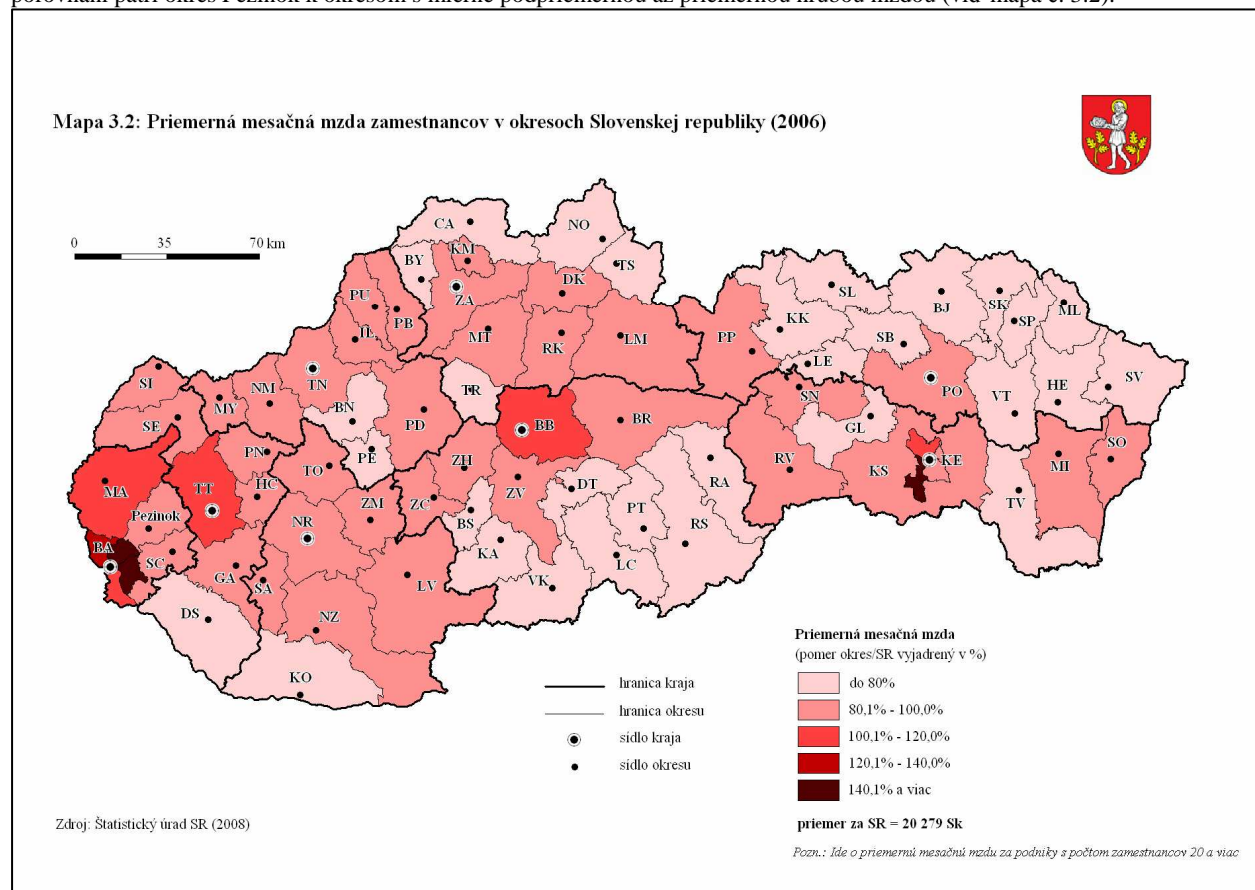 porovnaní patrí okres Pezinok k okresom s mierne podpriemernou až priemernou hrubou mzdou (viď mapa č. 3.2).
Mapa 3.2: Priemerná mesačná mzda zamestnancov v okresoch Slovenskej republiky (2006)
0 35 70 km
CA
NO
KM
BY
TS
ZA
DK
PU
PB
IL
MT
RK
LM
PP
KK
SL
BJ
SK
SP
ML
SB
LE
SI
NM
MY
TN
BN
TR
PD
BB
BR
SN
GL
PO
VT
HE
SV
SE
PN
TO
PE
ZH
ZV
DT
RA
RV
KS
KE
MI
SO
TV
MA
TT
HC
NR
ZM
ZC
BS
PT
RS
Pezinok
BA
SC
GA
SA
LV
KA
VK
LC
DS
NZ
KO
hranica kraja
hranica okresu
sídlo kraja
sídlo okresu
Priemerná mesačná mzda
(pomer okres/SR vyjadrený v %)
do 80%
80,1% - 100,0%
100,1% - 120,0%
120,1% - 140,0%
140,1% a viac
priemer za SR = 20 279 Sk
Zdroj: Štatistický úrad SR (2008)
Pozn.: Ide o priemernú mesačnú mzdu za podniky s počtom zamestnancov 20 a viac